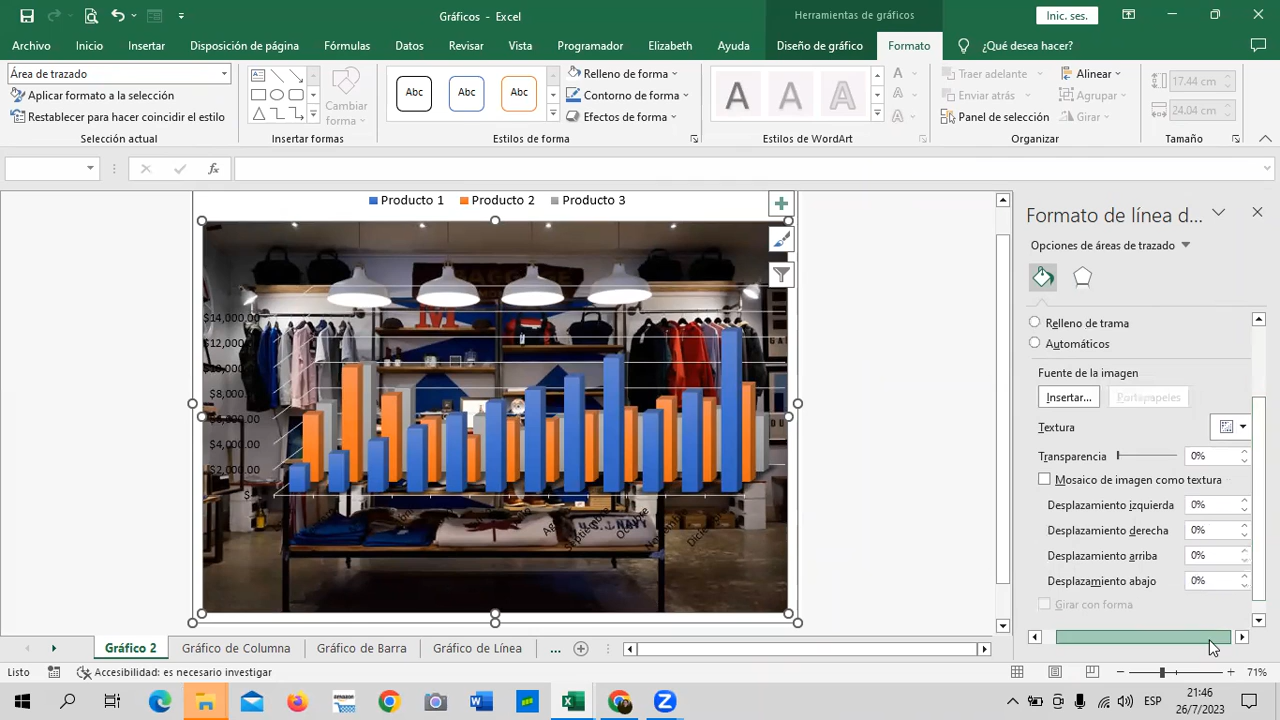 Gráficos - Excel
Herramientas de gráficos
Inic. ses.
Archivo Inicio Insertar Disposición de página Fórmulas Datos Revisar Vista Programador Elizabeth Ayuda Diseño de gráfico Formato ¿Qué desea hacer?
Área de trazado
Aplicar formato a la selección
Restablecer para hacer coincidir el estilo
Selección actual
Cambiar
forma
Insertar formas
Abc Abc Abc
Relleno de forma
Contorno de forma
Efectos de forma
Estilos de forma
A A A
Estilos de WordArt
Traer adelante
Enviar atrás
Panel de selección
Alinear
Agrupar
Girar
Organizar
17.44 cm
24.04 cm
Tamaño
fx
Producto 1 Producto 2 Producto 3
$14,000.00
$12,000.00
$8,000.00
$6,000.00
$4,000.00
$2,000.00
Septiembre
Octubre
Formato de línea d...
Opciones de áreas de trazado
Relleno de trama
Automáticos
Fuente de la imagen
Insertar... Portapapeles
Textura
Transparencia 0%
Mosaico de imagen como textura
Desplazamiento izquierda 0%
Desplazamiento derecha 0%
Desplazamiento arriba 0%
Desplazamiento abajo 0%
Girar con forma
Gráfico 2 Gráfico de Columna Gráfico de Barra Gráfico de Línea ...
Listo Accesibilidad: es necesario investigar 71%
ESP
21:46
26/7/2023